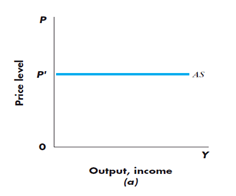 P
P'
AS
Price level
O
Y
Output, income
(a)